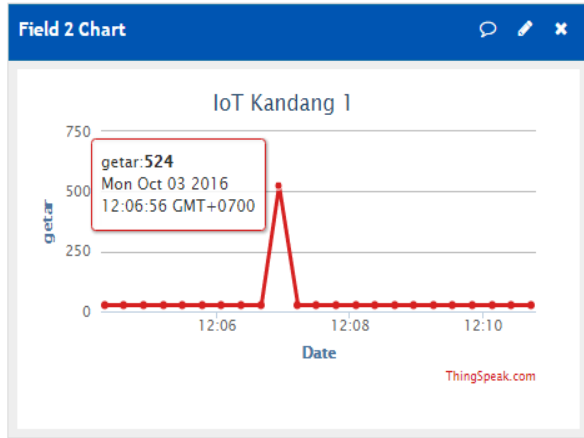 Field 2 Chart
IoT Kandang 1
750
500
250
0
getar
getar:524
Mon Oct 03 2016
12:06:56 GMT+0700
12:06 12:08 12:10
Date
ThingSpeak.com